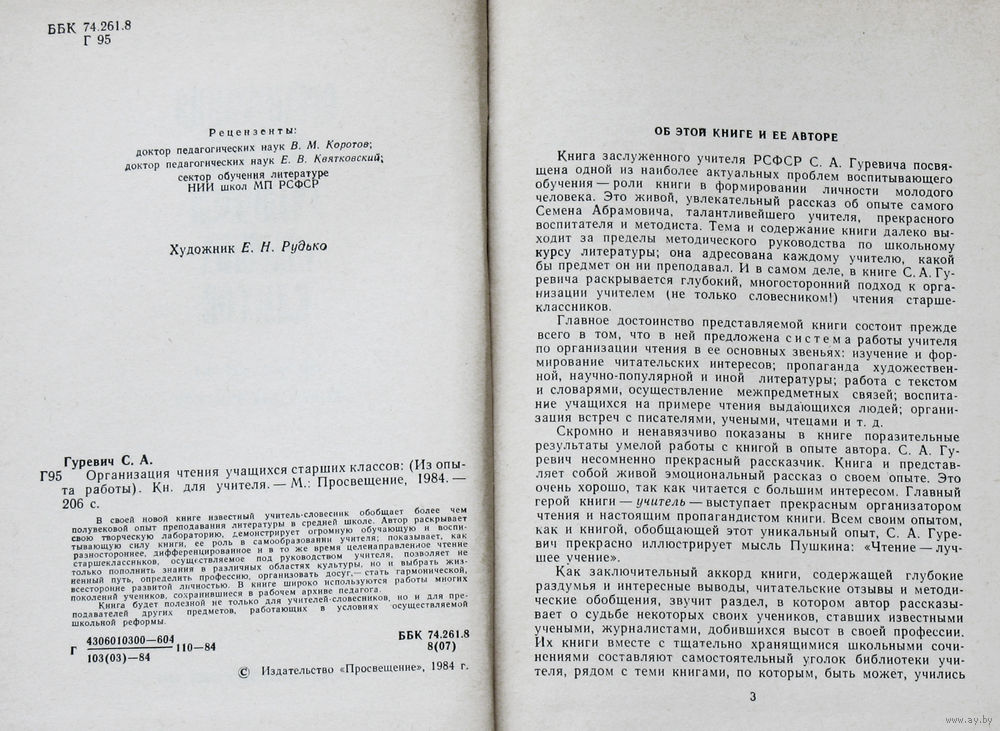 ББК 74.261.8
Г 95
Рецензенты:
доктор педагогических наук В. М. Коротов;
доктор педагогических наук Е. В. Квятковский;
сектор обучения литературе
НИИ школ МП РСФСР
Художник Е. Н. Рудько
Гуревич С. А.
Г95 Организация чтения учащихся старших классов: (Из опы-
та работы). Кн. для учителя. — М.: Просвещение, 1984. —
206 с.
В своей новой книге известный учитель-словесник обобщает более чем
полувековой опыт преподавания литературы в средней школе. Автор раскрывает
свою творческую лабораторию, демонстрирует огромную обучающую и воспи-
тывающую силу книги, ее роль в самообразовании учителя; показывает, как
разностороннее, дифференцированное и в то же время целенаправленное чтение
старшеклассников, осуществляемое под руководством учителя, позволяет не
только пополнить знания в различных областях культуры, но и выбрать жиз-
ненный путь, определить профессию, организовать досуг, — стать гармонической,
всесторонне развитой личностью. В книге широко используются работы многих
поколений учеников, сохранившиеся в рабочем архиве педагога.
Книга будет полезной не только для учителей-словесников, но и для пре-
подавателей других предметов, работающих в условиях осуществляемой
школьной реформы.
Г 4306010300—604 110—84
103(03)—84
ББК 74.261.8
8(07)
© Издательство «Просвещение», 1984 г.
ОБ ЭТОЙ КНИГЕ И ЕЕ АВТОРЕ
Книга заслуженного учителя РСФСР С. А. Гуревича посвя-
щена одной из наиболее актуальных проблем воспитывающего
обучения — роли книги в формировании личности молодого
человека. Это живой, увлекательный рассказ об опыте самого
Семена Абрамовича, талантливейшего учителя, прекрасного
воспитателя и методиста. Тема и содержание книги далеко вы-
ходит за пределы методического руководства по школьному
курсу литературы; она адресована каждому учителю, какой
бы предмет он ни преподавал. И в самом деле, в книге С. А. Гу-
ревича раскрывается глубокий, многосторонний подход к орга-
низации учителем (не только словесником!) чтения старше-
классников.
Главное достоинство представляемой книги состоит прежде
всего в том, что в ней предложена система работы учителя
по организации чтения в ее основных звеньях: изучение и фор-
мирование читательских интересов; пропаганда художествен-
ной, научно-популярной и иной литературы; работа с текстом
и словарями, осуществление межпредметных связей; воспита-
ние учащихся на примере чтения выдающихся людей; органи-
зация встреч с писателями, учеными, чтецами и т. д.
Скромно и ненавязчиво показаны в книге поразительные
результаты умелой работы с книгой в опыте автора. С. А. Гу-
ревич несомненно прекрасный рассказчик. Книга и представ-
ляет собой живой эмоциональный рассказ о своем опыте. Это
очень хорошо, так как читается с большим интересом. Главный
герой книги — учитель — выступает прекрасным организатором
чтения и настоящим пропагандистом книги. Всем своим опытом,
как и книгой, обобщающей этот уникальный опыт, С. А. Гуре-
вич прекрасно иллюстрирует мысль Пушкина: «Чтение — луч-
шее учение».
Как заключительный аккорд книги, содержащей глубокие
раздумья и интересные выводы, читательские отзывы и методи-
ческие обобщения, звучит раздел, в котором автор рассказы-
вает о судьбе некоторых своих учеников, ставших известными
учеными, журналистами, добившихся высот в своей профессии.
Их книги вместе с тщательно хранящимися школьными сочи-
нениями составляют самостоятельный уголок библиотеки учи-
теля, рядом с теми книгами, по которым, быть может, учились
3
www.ay.by